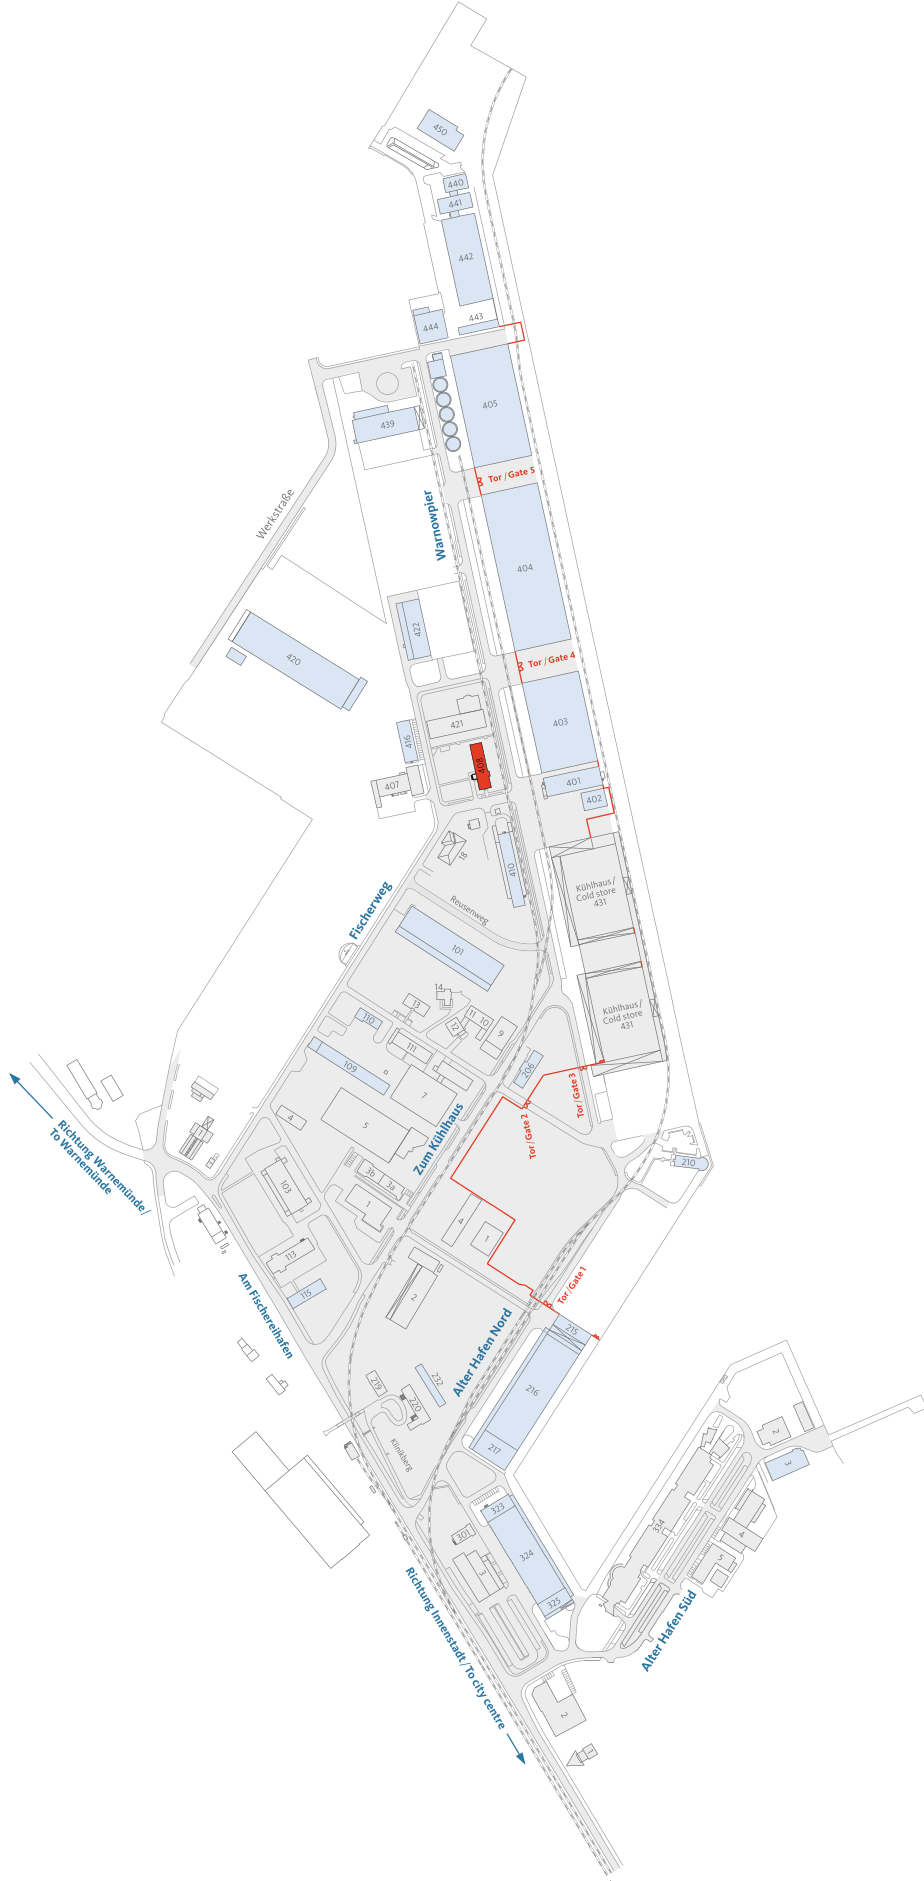 450
440
441
442
443
444
405
439
Tor / Gate 5
Werkstraße
Warnowpier
404
422
420
Tor / Gate 4
403
421
416
408
407
401
402
18
410
Kühlhaus /
Cold store
431
Reusenweg
Fischerweg
101
14
13
11
10
12
9
110
111
Kühlhaus /
Cold store
431
109
206
7
Tor / Gate 3
Tor / Gate 2
4
5
Zum Kühlhaus
Richtung Warnemünde/
To Warnemünde
1
210
3b
3a
103
1
4
1
113
115
Tor / Gate 1
Am Fischereihafen
2
Alter Hafen Nord
215
219
232
220
216
217
Klinikberg
2
3
323
324
325
301
3
334
4
5
Alter Hafen Süd
Richtung Innenstadt / To city centre
2
1